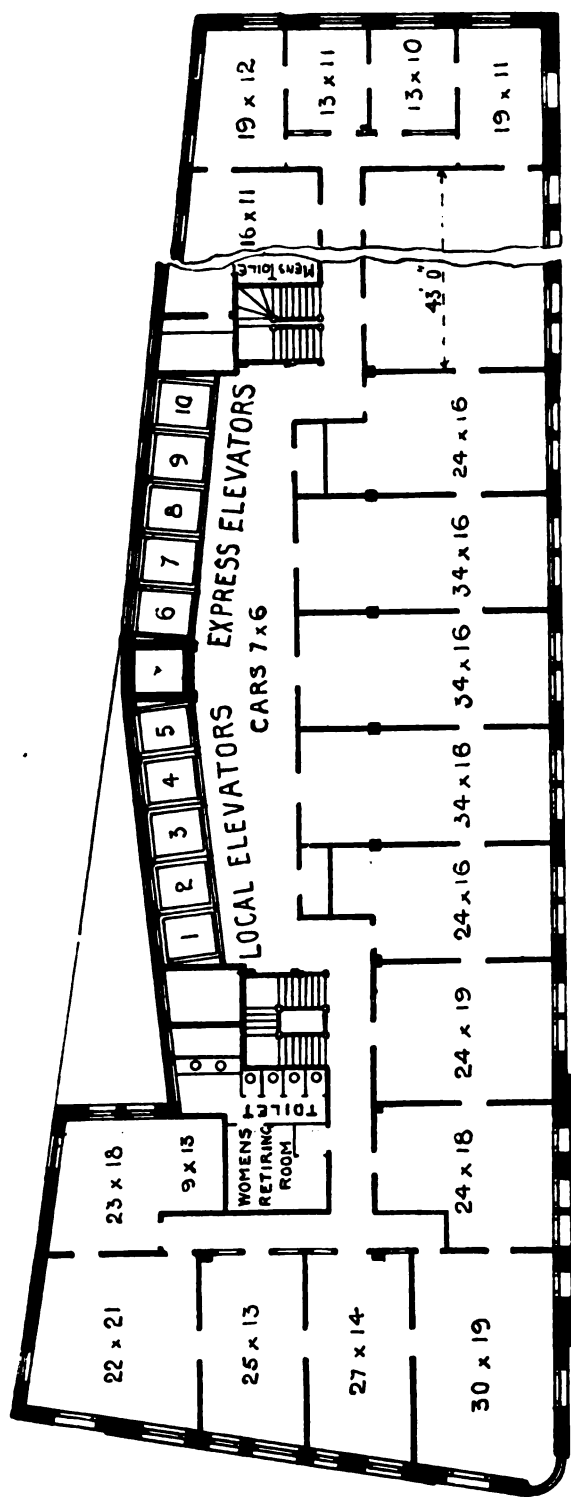 19 x 12
13 x 11
13 x 10
19 x 11
16 x 11
MENS TOILE
43' 0"
10
9
8
7
6
EXPRESS ELEVATORS
LOCAL ELEVATORS
CARS 7 x 6
5
4
3
2
1
24 x 16
34 x 16
34 x 16
34 x 16
24 x 16
24 x 19
24 x 18
TOILET
WOMENS
RETIRING
ROOM
9 x 13
23 x 18
22 x 21
25 x 13
27 x 14
30 x 19